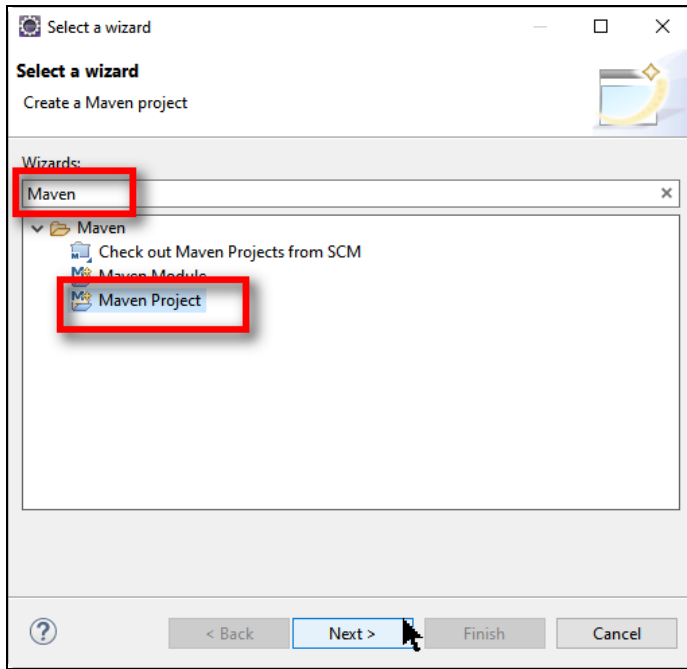 Select a wizard
Select a wizard
Create a Maven project
Wizards:
Maven
Maven
Check out Maven Projects from SCM
Maven Module
Maven Project
< Back Next > Finish Cancel